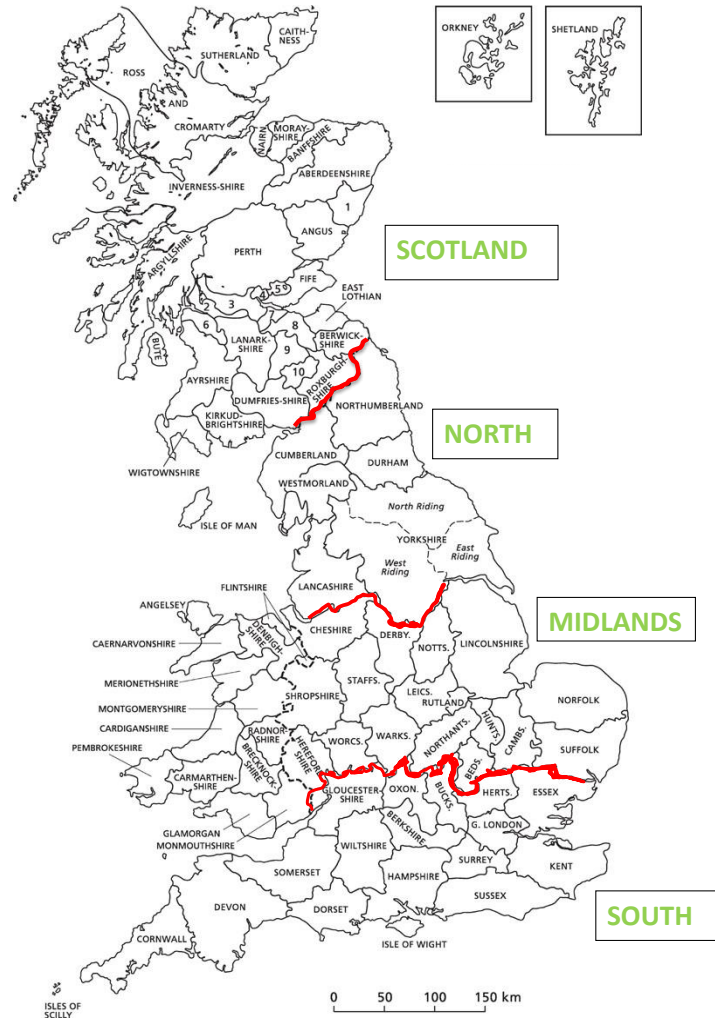 ORKNEY
SHETLAND
CAITH-
NESS
SUTHERLAND
ROSS
AND
CROMARTY
NAIRN
MORAY-
SHIRE
BANFFSHIRE
ABERDEENSHIRE
INVERNESS-SHIRE
1
ANGUS
PERTH
ARGYLLSHIRE
SCOTLAND
FIFE
4
5
EAST
LOTHIAN
2
3
6
8
LANARK-
SHIRE
9
BERWICK-
SHIRE
BUTE
10
ROXBURGH-
SHIRE
AYRSHIRE
DUMFRIES-SHIRE
KIRKUD-
BRIGHTSHIRE
NORTHUMBERLAND
NORTH
WIGTOWNSHIRE
CUMBERLAND
DURHAM
WESTMORLAND
ISLE OF MAN
North Riding
YORKSHIRE
East
Riding
West
Riding
LANCASHIRE
FLINTSHIRE
ANGELSEY
MIDLANDS
CHESHIRE
DERBY.
NOTTS.
LINCOLNSHIRE
DENBIGH-
SHIRE
CAERNARVONSHIRE
MERIONETHSHIRE
STAFFS.
SHROPSHIRE
LEICS.
RUTLAND
NORFOLK
MONTGOMERYSHIRE
CARDIGANSHIRE
RADNOR-
SHIRE
HEREFORD
SHIRE
WORCS.
WARKS.
NORTHANTS.
HUNTS.
CAMBS.
SUFFOLK
PEMBROKESHIRE
CARMARTHEN-
SHIRE
BRECKNOCK-
SHIRE
GLOUCESTER
SHIRE
OXON.
BUCKS.
BEDS.
HERTS.
ESSEX
GLAMORGAN
MONMOUTHSHIRE
BERKSHIRE
G. LONDON
WILTSHIRE
SURREY
KENT
SOMERSET
HAMPSHIRE
SUSSEX
DEVON
DORSET
SOUTH
CORNWALL
ISLE OF WIGHT
ISLES OF
SCILLY
0 50 100 150 km